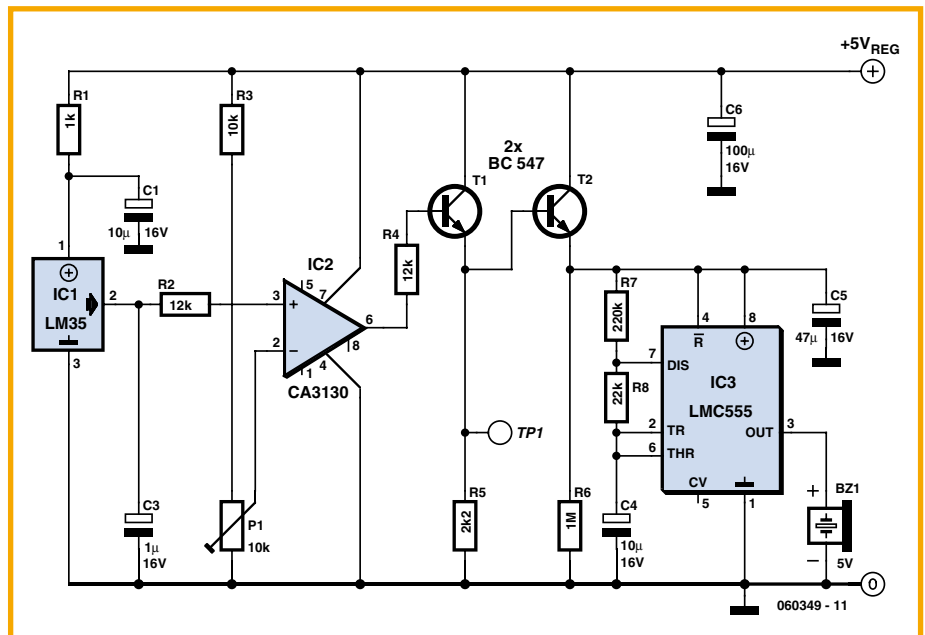 +5VREG
R1
1k
R3
10k
C6
100µ
16V
2x
BC 547
T1
T2
C1
10µ 16V
R4
12k
1
IC1
LM35
2
3
R2
12k
IC2
3
+
2
–
5
7
6
8
1
4
CA3130
R7
220k
R8
22k
4
R
8
7
DIS
IC3
LMC555
2
TR
OUT
3
6
THR
CV
5
1
C5
47µ 16V
TP1
C3
1µ
16V
P1
10k
R5
2k2
R6
1M
C4
10µ
16V
+
BZ1
–
5V
0
060349 - 11